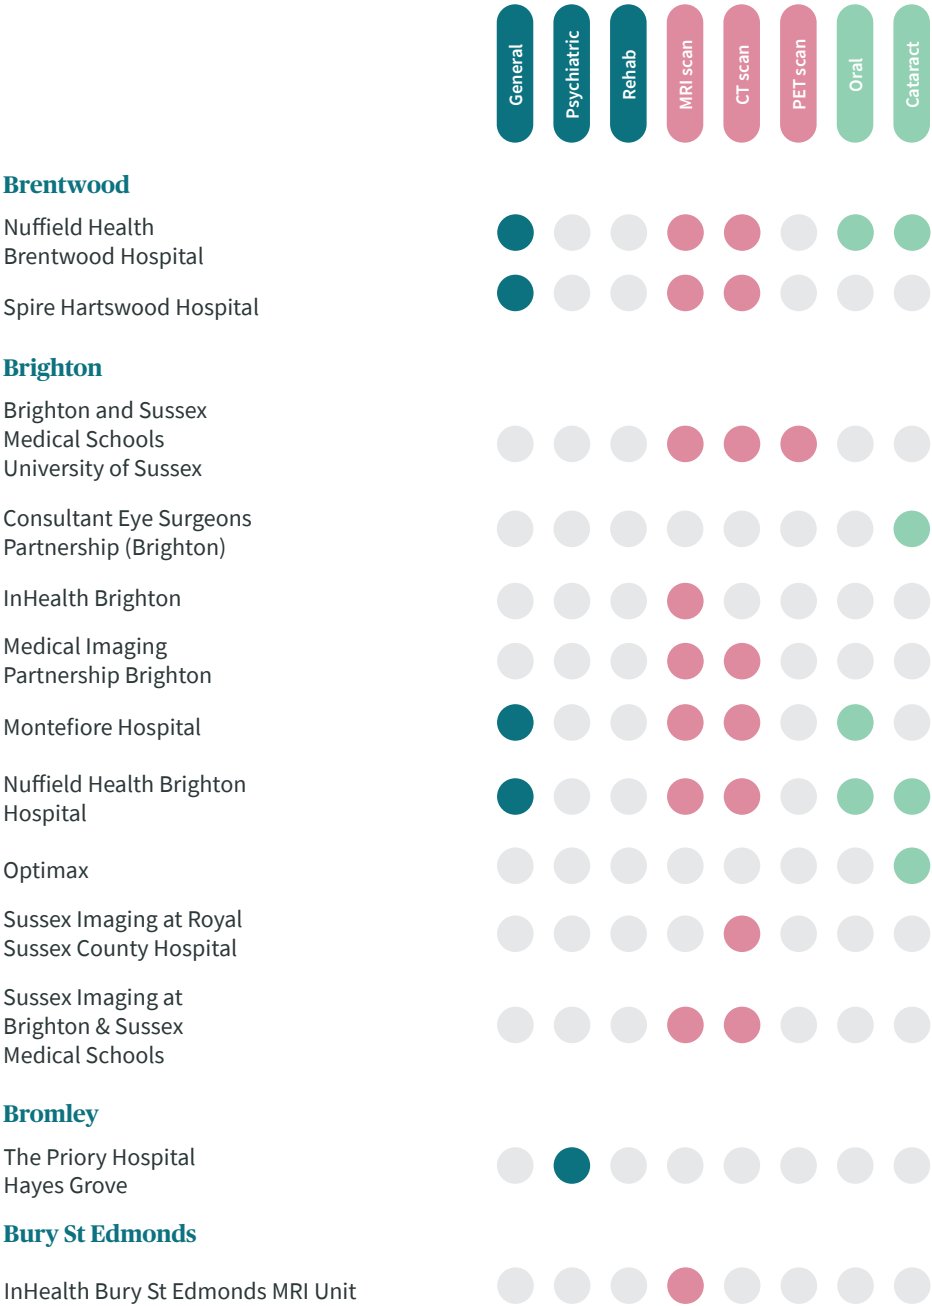 General
Psychiatric
Rehab
MRI scan
CT scan
PET scan
Oral
Cataract
Brentwood
Nuffield Health
Brentwood Hospital
Spire Hartswood Hospital
Brighton
Brighton and Sussex
Medical Schools
University of Sussex
Consultant Eye Surgeons
Partnership (Brighton)
InHealth Brighton
Medical Imaging
Partnership Brighton
Montefiore Hospital
Nuffield Health Brighton
Hospital
Optimax
Sussex Imaging at Royal
Sussex County Hospital
Sussex Imaging at
Brighton & Sussex
Medical Schools
Bromley
The Priory Hospital
Hayes Grove
Bury St Edmonds
InHealth Bury St Edmonds MRI Unit